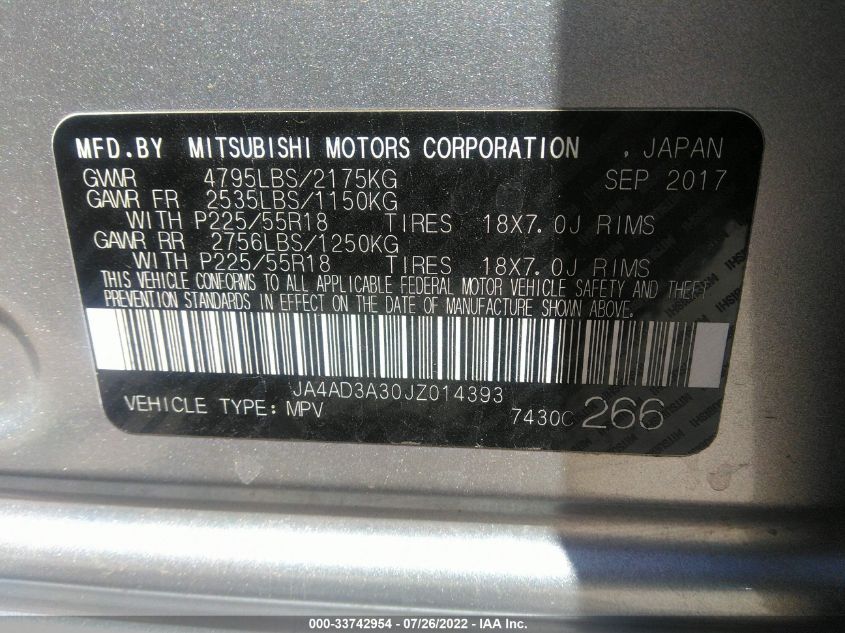 MFD.BY MITSUBISHI MOTORS CORPORATION , JAPAN
GVWR 4795LBS/2175KG SEP 2017
GAWR FR 2535LBS/1150KG
WITH P225/55R18 TIRES 18X7.0J RIMS
GAWR RR 2756LBS/1250KG
WITH P225/55R18 TIRES 18X7.0J RIMS
THIS VEHICLE CONFORMS TO ALL APPLICABLE FEDERAL MOTOR VEHICLE SAFETY AND THEFT
PREVENTION STANDARDS IN EFFECT ON THE DATE OF MANUFACTURE SHOWN ABOVE.
JA4AD3A30JZ014393
VEHICLE TYPE: MPV 7430C 266
000-33742954 - 07/26/2022 - IAA Inc.